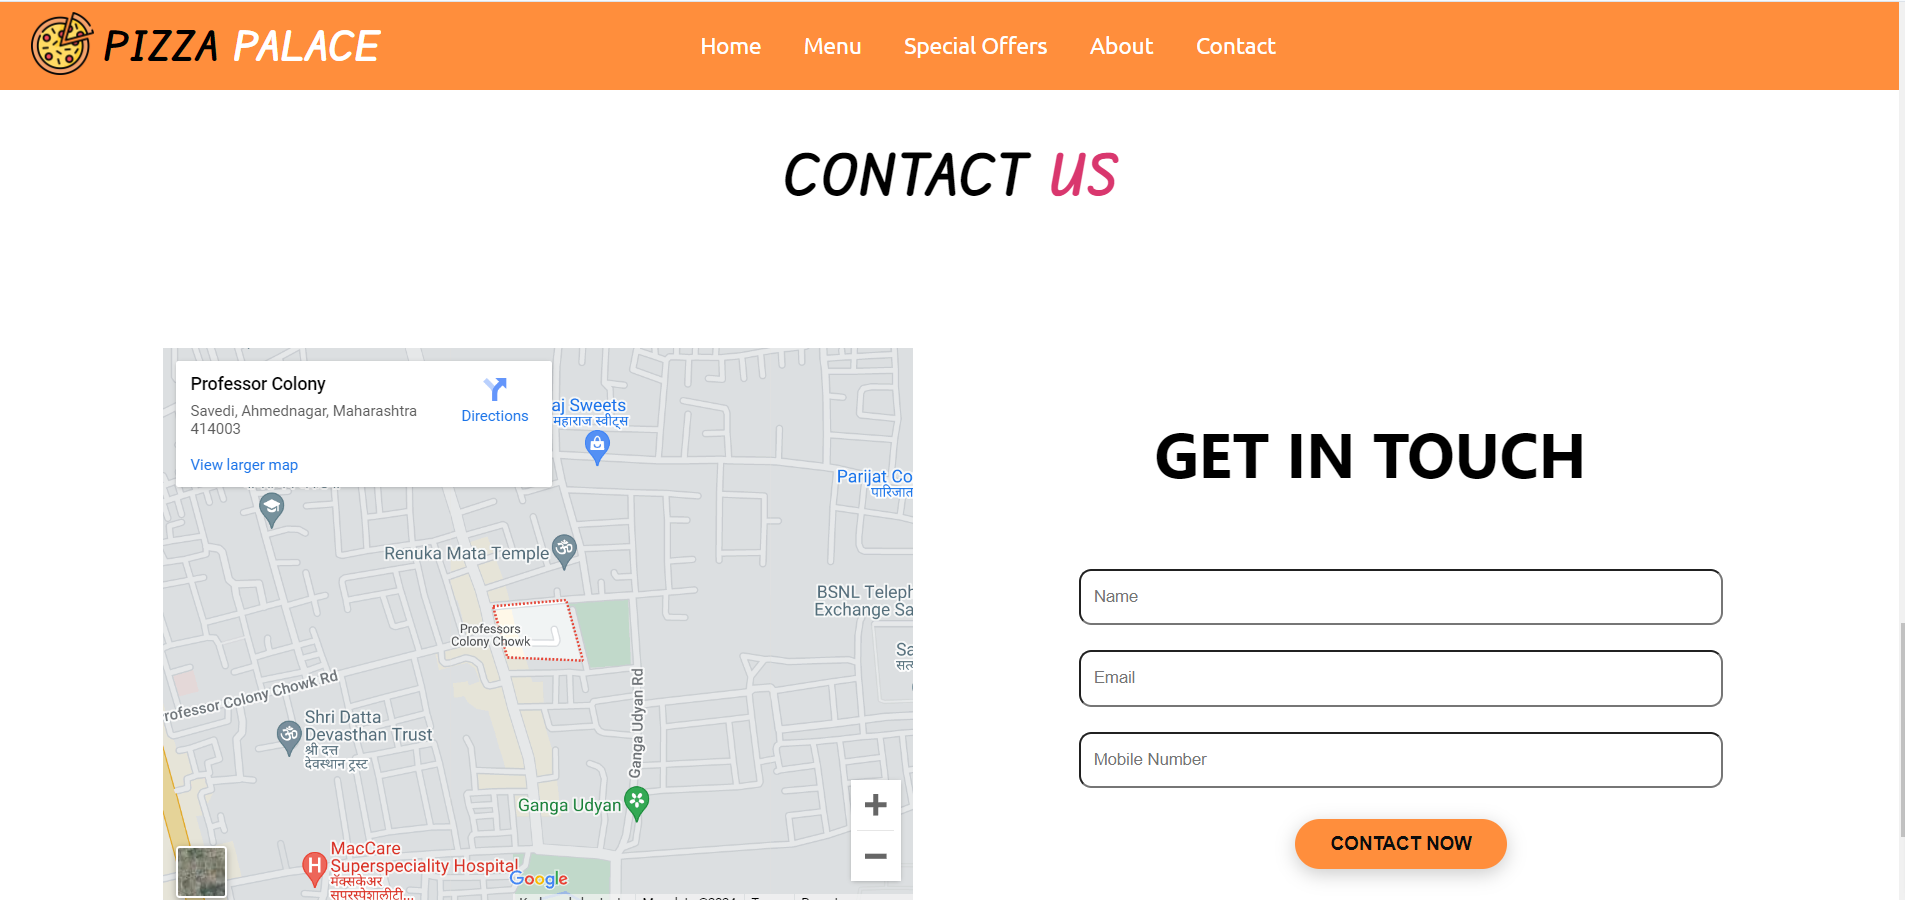 PIZZA PALACE
Home Menu Special Offers About Contact
CONTACT US
Professor Colony
Savedi, Ahmednagar, Maharashtra
414003
Directions
View larger map
aj Sweets
महाराज स्वीट्स
Parijat Co
पारिजात
Renuka Mata Temple
BSNL Teleph
Exchange Sa
Professors
Colony Chowk
Sa
rofessor Colony Chowk Rd
Ganga Udyan Rd
Shri Datta
Devasthan Trust
श्री दत्त
देवस्थान ट्रस्ट
Ganga Udyan
MacCare
Superspeciality Hospital
मॅक्सकेअर
सुपरस्पेशालीटी...
Google
GET IN TOUCH
Name
Email
Mobile Number
CONTACT NOW